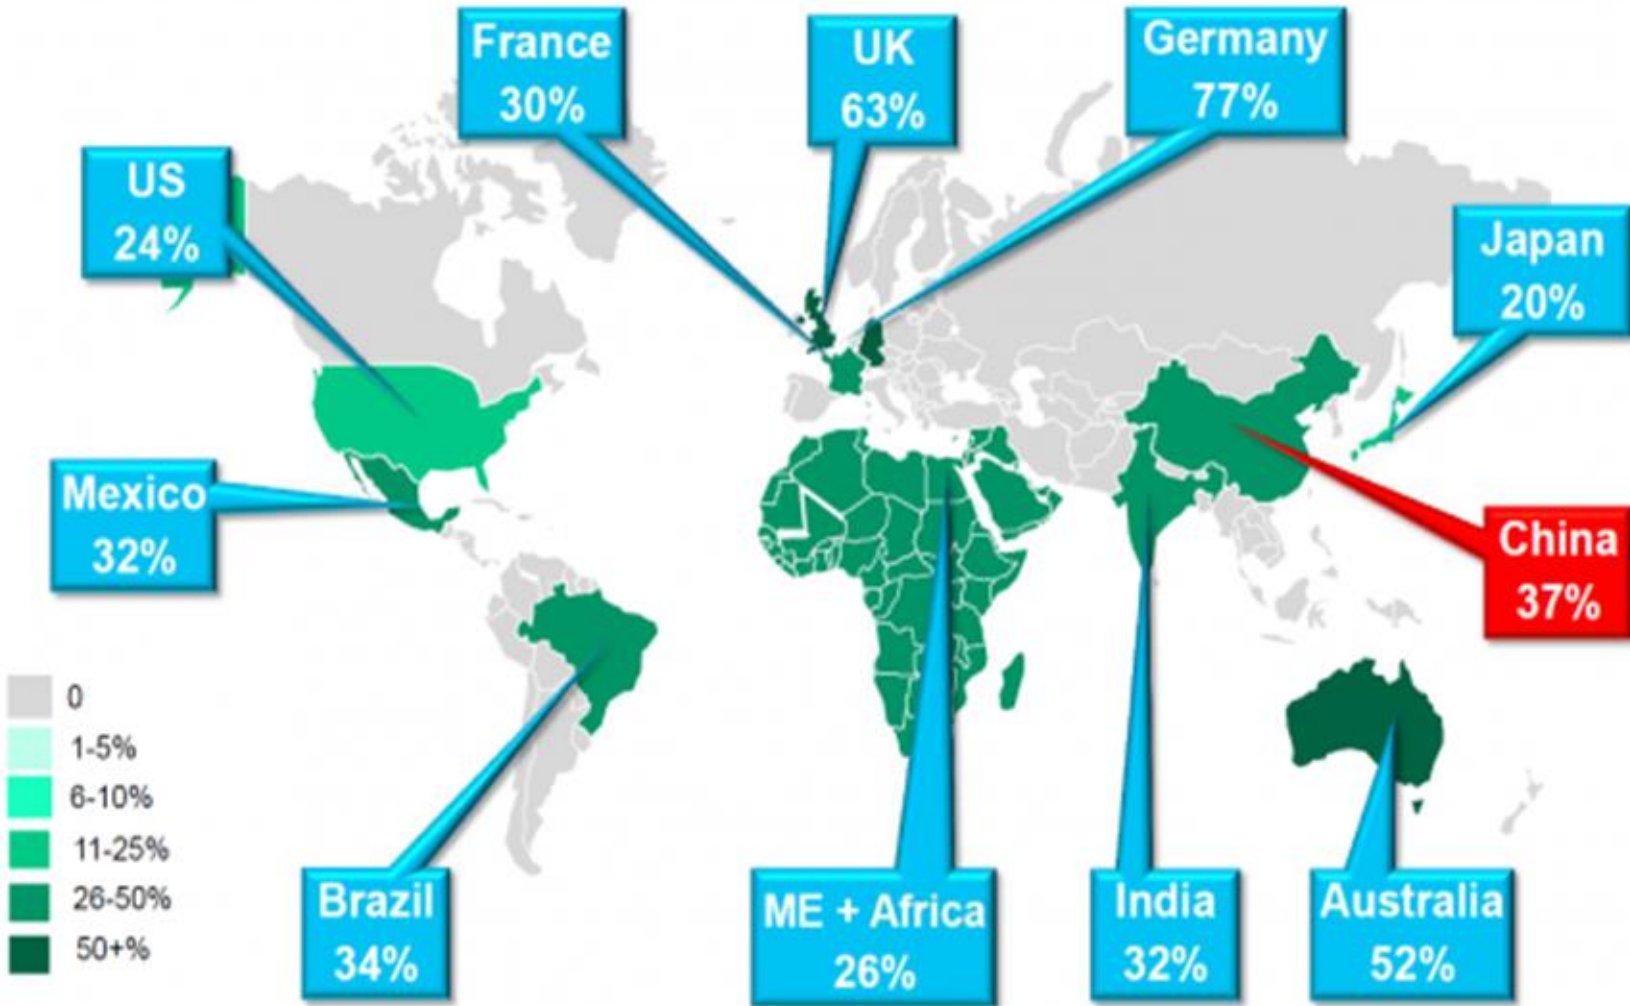 France
30%
UK
63%
Germany
77%
US
24%
Japan
20%
Mexico
32%
China
37%
0
1-5%
6-10%
11-25%
26-50%
50+%
Brazil
34%
ME + Africa
26%
India
32%
Australia
52%